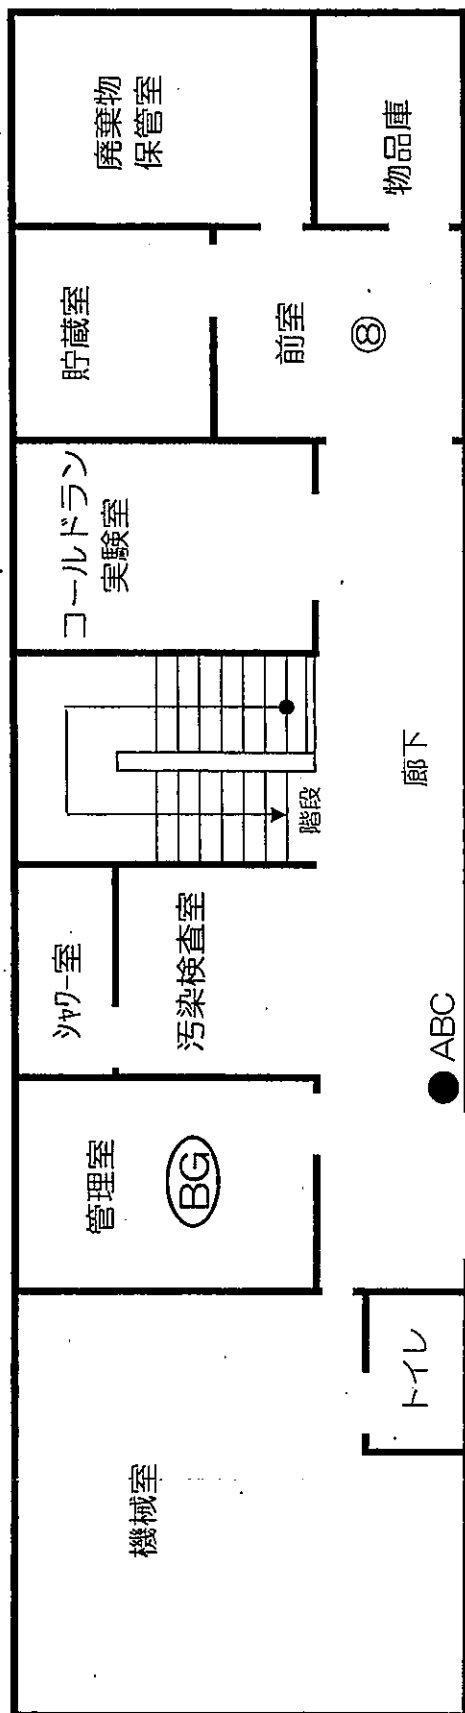 機械室
トイレ
管理室
BG
シャワー室
汚染検査室
● ABC
階段
廊下
コールドラン
実験室
貯蔵室
前室
⑧
廃棄物
保管室
物品庫